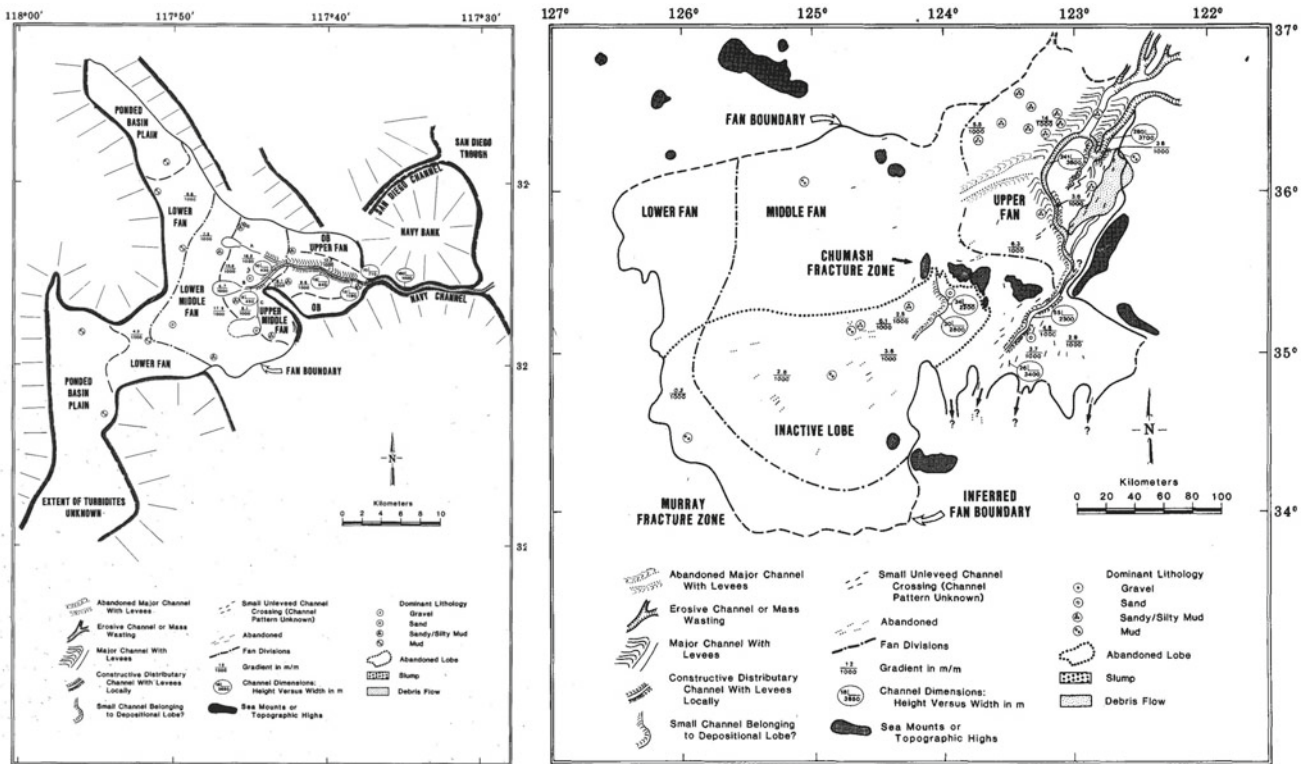 118°00'
117°50'
117°40'
117°30'
PONDED
BASIN
PLAIN
SAN DIEGO
TROUGH
SAN DIEGO CHANNEL
NAVY BANK
LOWER
FAN
OB
UPPER FAN
NAVY CHANNEL
LOWER
MIDDLE
FAN
UPPER
MIDDLE
FAN
OB
LOWER FAN
FAN BOUNDARY
PONDED
BASIN
PLAIN
-N-
EXTENT OF TURBIDITES
UNKNOWN
Kilometers
0 2 4 6 8 10
32
32
32
Abandoned Major Channel
With Levees
Erosive Channel or Mass
Wasting
Major Channel With
Levees
Constructive Distributary
Channel With Levees
Locally
Small Channel Belonging
to Depositional Lobe?
Small Unleveed Channel
Crossing (Channel
Pattern Unknown)
Abandoned
Fan Divisions
Gradient in m/m
Channel Dimensions:
Height Versus Width in m
Sea Mounts or
Topographic Highs
Dominant Lithology
Gravel
Sand
Sandy/Silty Mud
Mud
Abandoned Lobe
Slump
Debris Flow
127°
126°
125°
124°
123°
122°
37°
36°
35°
34°
FAN BOUNDARY
LOWER FAN
MIDDLE FAN
UPPER
FAN
CHUMASH
FRACTURE ZONE
INACTIVE LOBE
MURRAY
FRACTURE ZONE
INFERRED
FAN BOUNDARY
?
?
?
?
?
-N-
Kilometers
0 20 40 60 80 100
Abandoned Major Channel
With Levees
Erosive Channel or Mass
Wasting
Major Channel With
Levees
Constructive Distributary
Channel With Levees
Locally
Small Channel Belonging
to Depositional Lobe?
Small Unleveed Channel
Crossing (Channel
Pattern Unknown)
Abandoned
Fan Divisions
Gradient in m/m
Channel Dimensions:
Height Versus Width in m
Sea Mounts or
Topographic Highs
Dominant Lithology
Gravel
Sand
Sandy/Silty Mud
Mud
Abandoned Lobe
Slump
Debris Flow